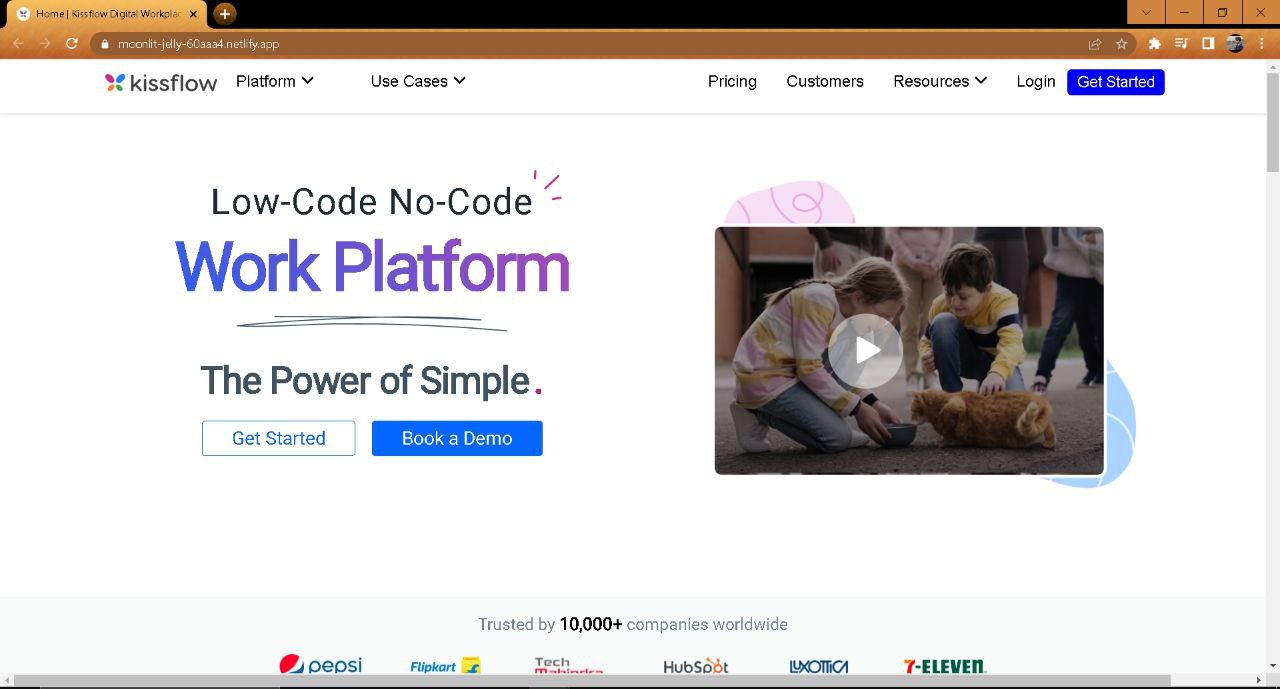 Home | Kissflow Digital Workplac
moonlit-jelly-60aaa4.netlify.app
kissflow Platform Use Cases Pricing Customers Resources Login Get Started
Low-Code No-Code
Work Platform
The Power of Simple.
Get Started Book a Demo
Trusted by 10,000+ companies worldwide
pepsi Flipkart Tech Mahindra HubSpot LUXOTTICA 7-ELEVEN